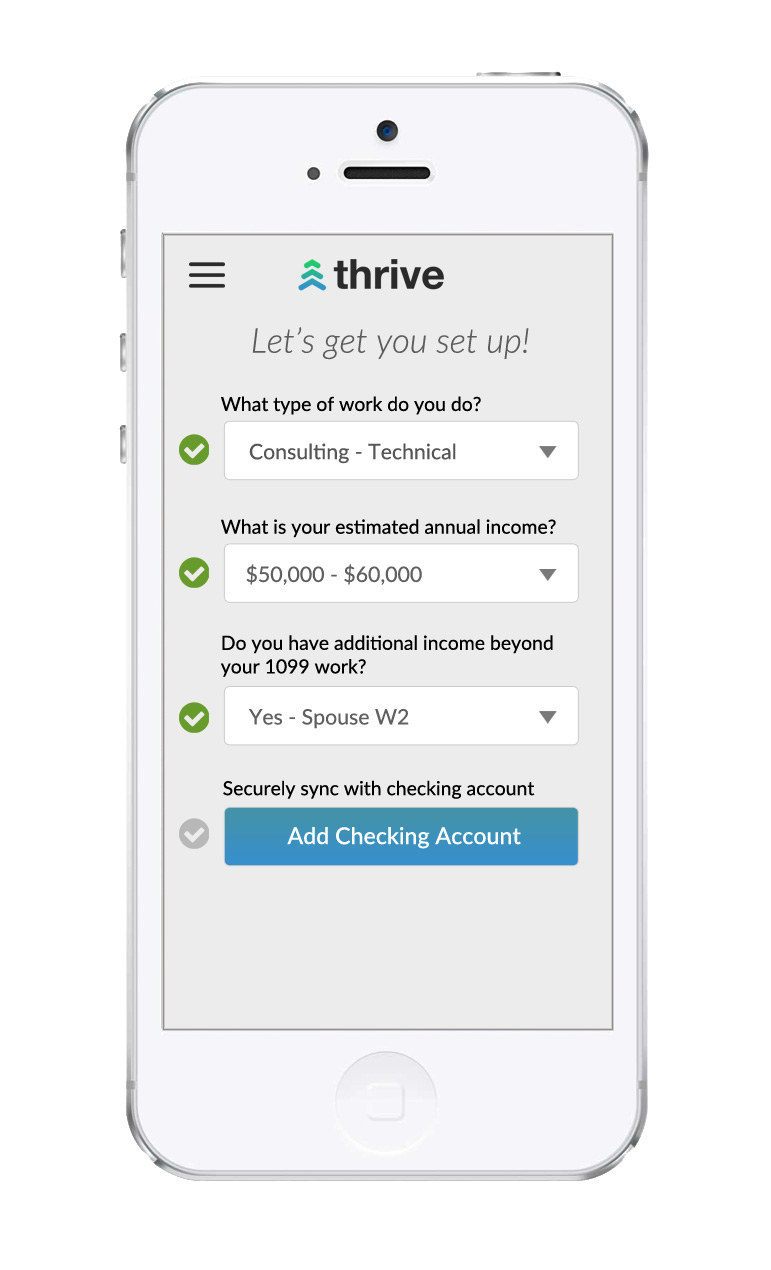 thrive
Let's get you set up!
What type of work do you do?
Consulting - Technical
What is your estimated annual income?
$50,000 - $60,000
Do you have additional income beyond
your 1099 work?
Yes - Spouse W2
Securely sync with checking account
Add Checking Account